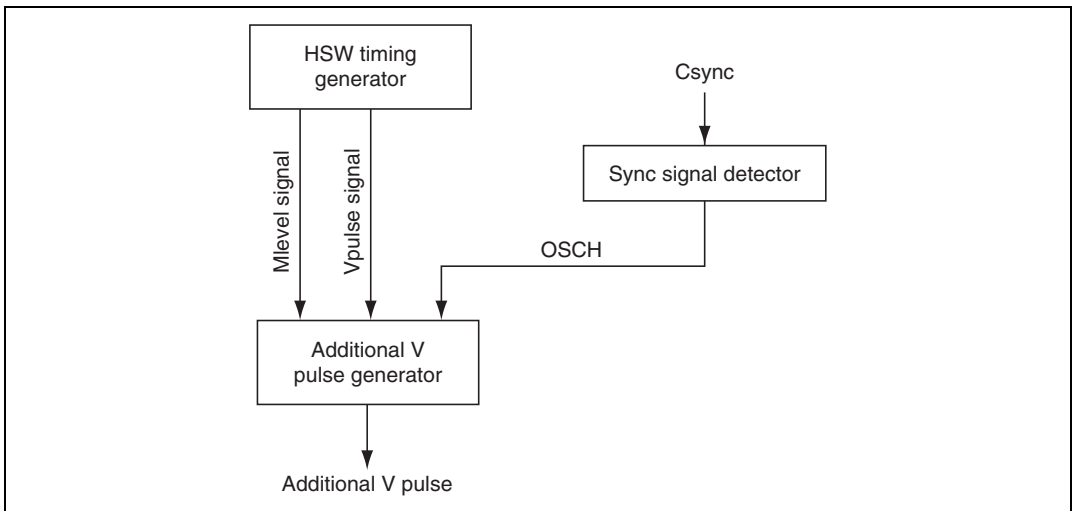 HSW timing
generator
Csync
Sync signal detector
Mlevel signal
Vpulse signal
OSCH
Additional V
pulse generator
Additional V pulse